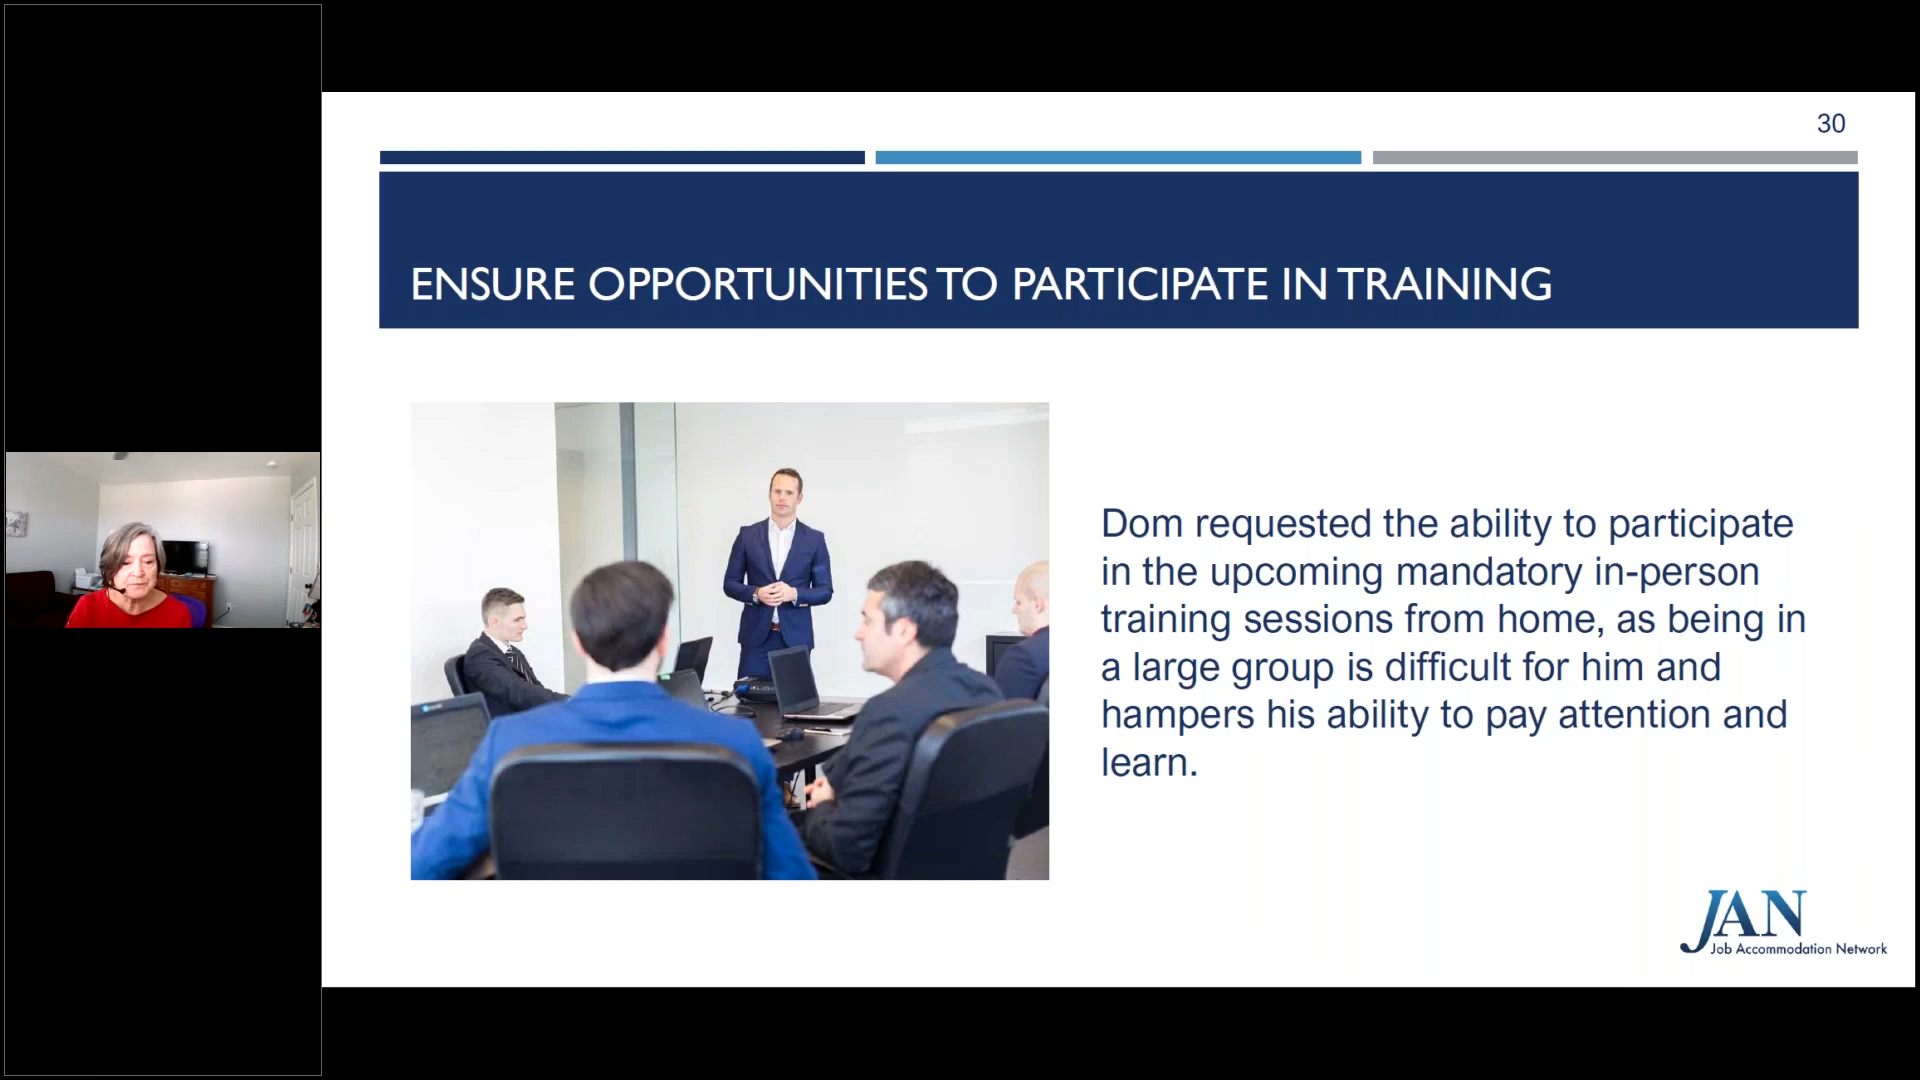 30
ENSURE OPPORTUNITIES TO PARTICIPATE IN TRAINING
Dom requested the ability to participate
in the upcoming mandatory in-person
training sessions from home, as being in
a large group is difficult for him and
hampers his ability to pay attention and
learn.
JAN
Job Accommodation Network